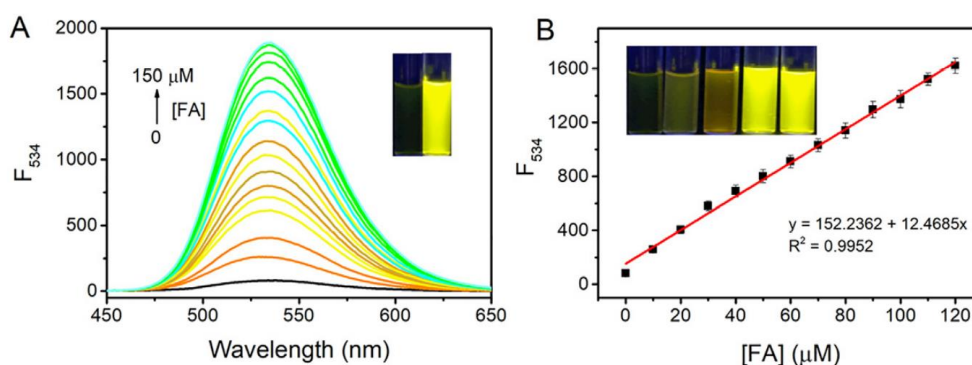 A
2000
1500
1000
500
0
F534
150 μM
[FA]
0
450
500
550
600
650
Wavelength (nm)
B
1600
1200
800
400
0
F534
y = 152.2362 + 12.4685x
R2 = 0.9952
0
20
40
60
80
100
120
[FA] (μM)